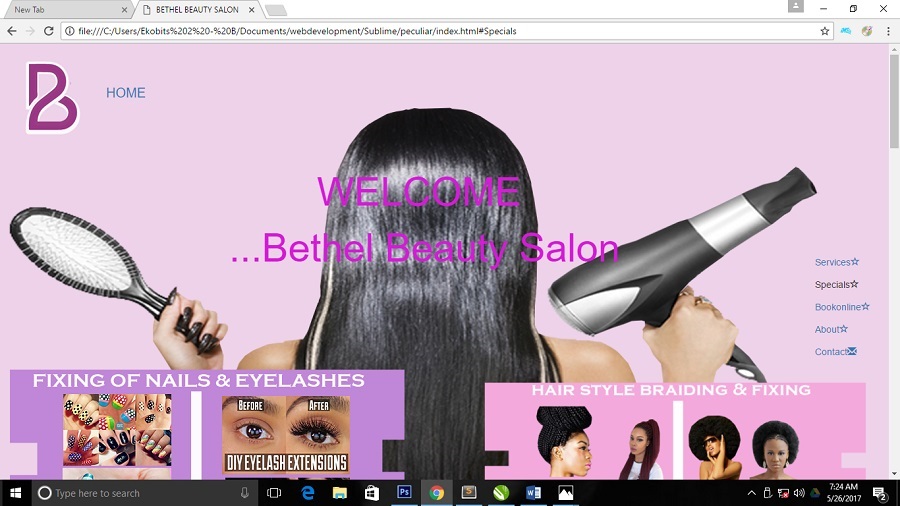 New Tab
BETHEL BEAUTY SALON
file:///C:/Users/Ekobits%202%20-%20B/Documents/webdevelopment/Sublime/peculiar/index.html#Specials
B
HOME
WELCOME
...Bethel Beauty Salon
Services
Specials
Bookonline
About
Contact
FIXING OF NAILS & EYELASHES
BEFORE AFTER
DIY EYELASH EXTENSIONS
HAIR STYLE BRAIDING & FIXING
Type here to search
Ps
S
W
7:24 AM
5/26/2017
2